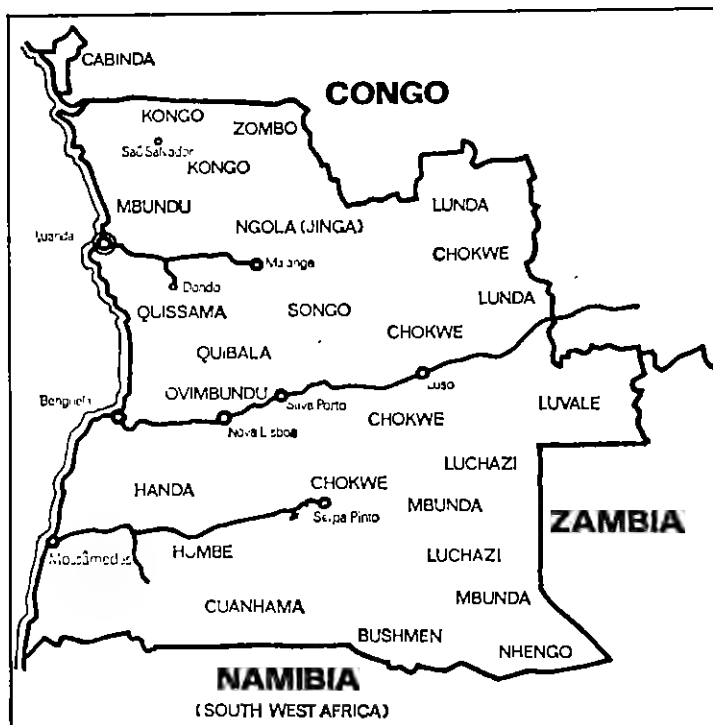 CABINDA
CONGO
KONGO
ZOMBO
São Salvador
KONGO
MBUNDU
LUNDA
NGOLA (JINGA)
Luanda
CHOKWE
Malange
Dondo
LUNDA
QUISSAMA
SONGO
CHOKWE
QUIBALA
Luso
OVIMBUNDU
Silva Porto
Benguela
CHOKWE
LUVALE
Nova Lisboa
LUCHAZI
HANDA
CHOKWE
MBUNDA
Serpa Pinto
ZAMBIA
Mossâmedes
HUMBE
LUCHAZI
CUANHAMA
MBUNDA
BUSHMEN
NHENGO
NAMIBIA
(SOUTH WEST AFRICA)